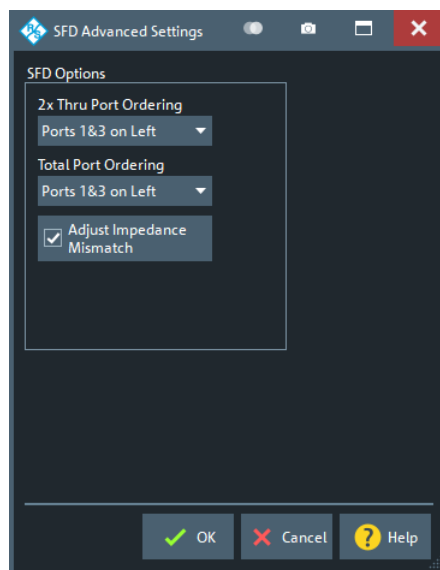 SFD Advanced Settings
SFD Options
2x Thru Port Ordering
Ports 1&3 on Left
Total Port Ordering
Ports 1&3 on Left
Adjust Impedance
Mismatch
OK
Cancel
? Help